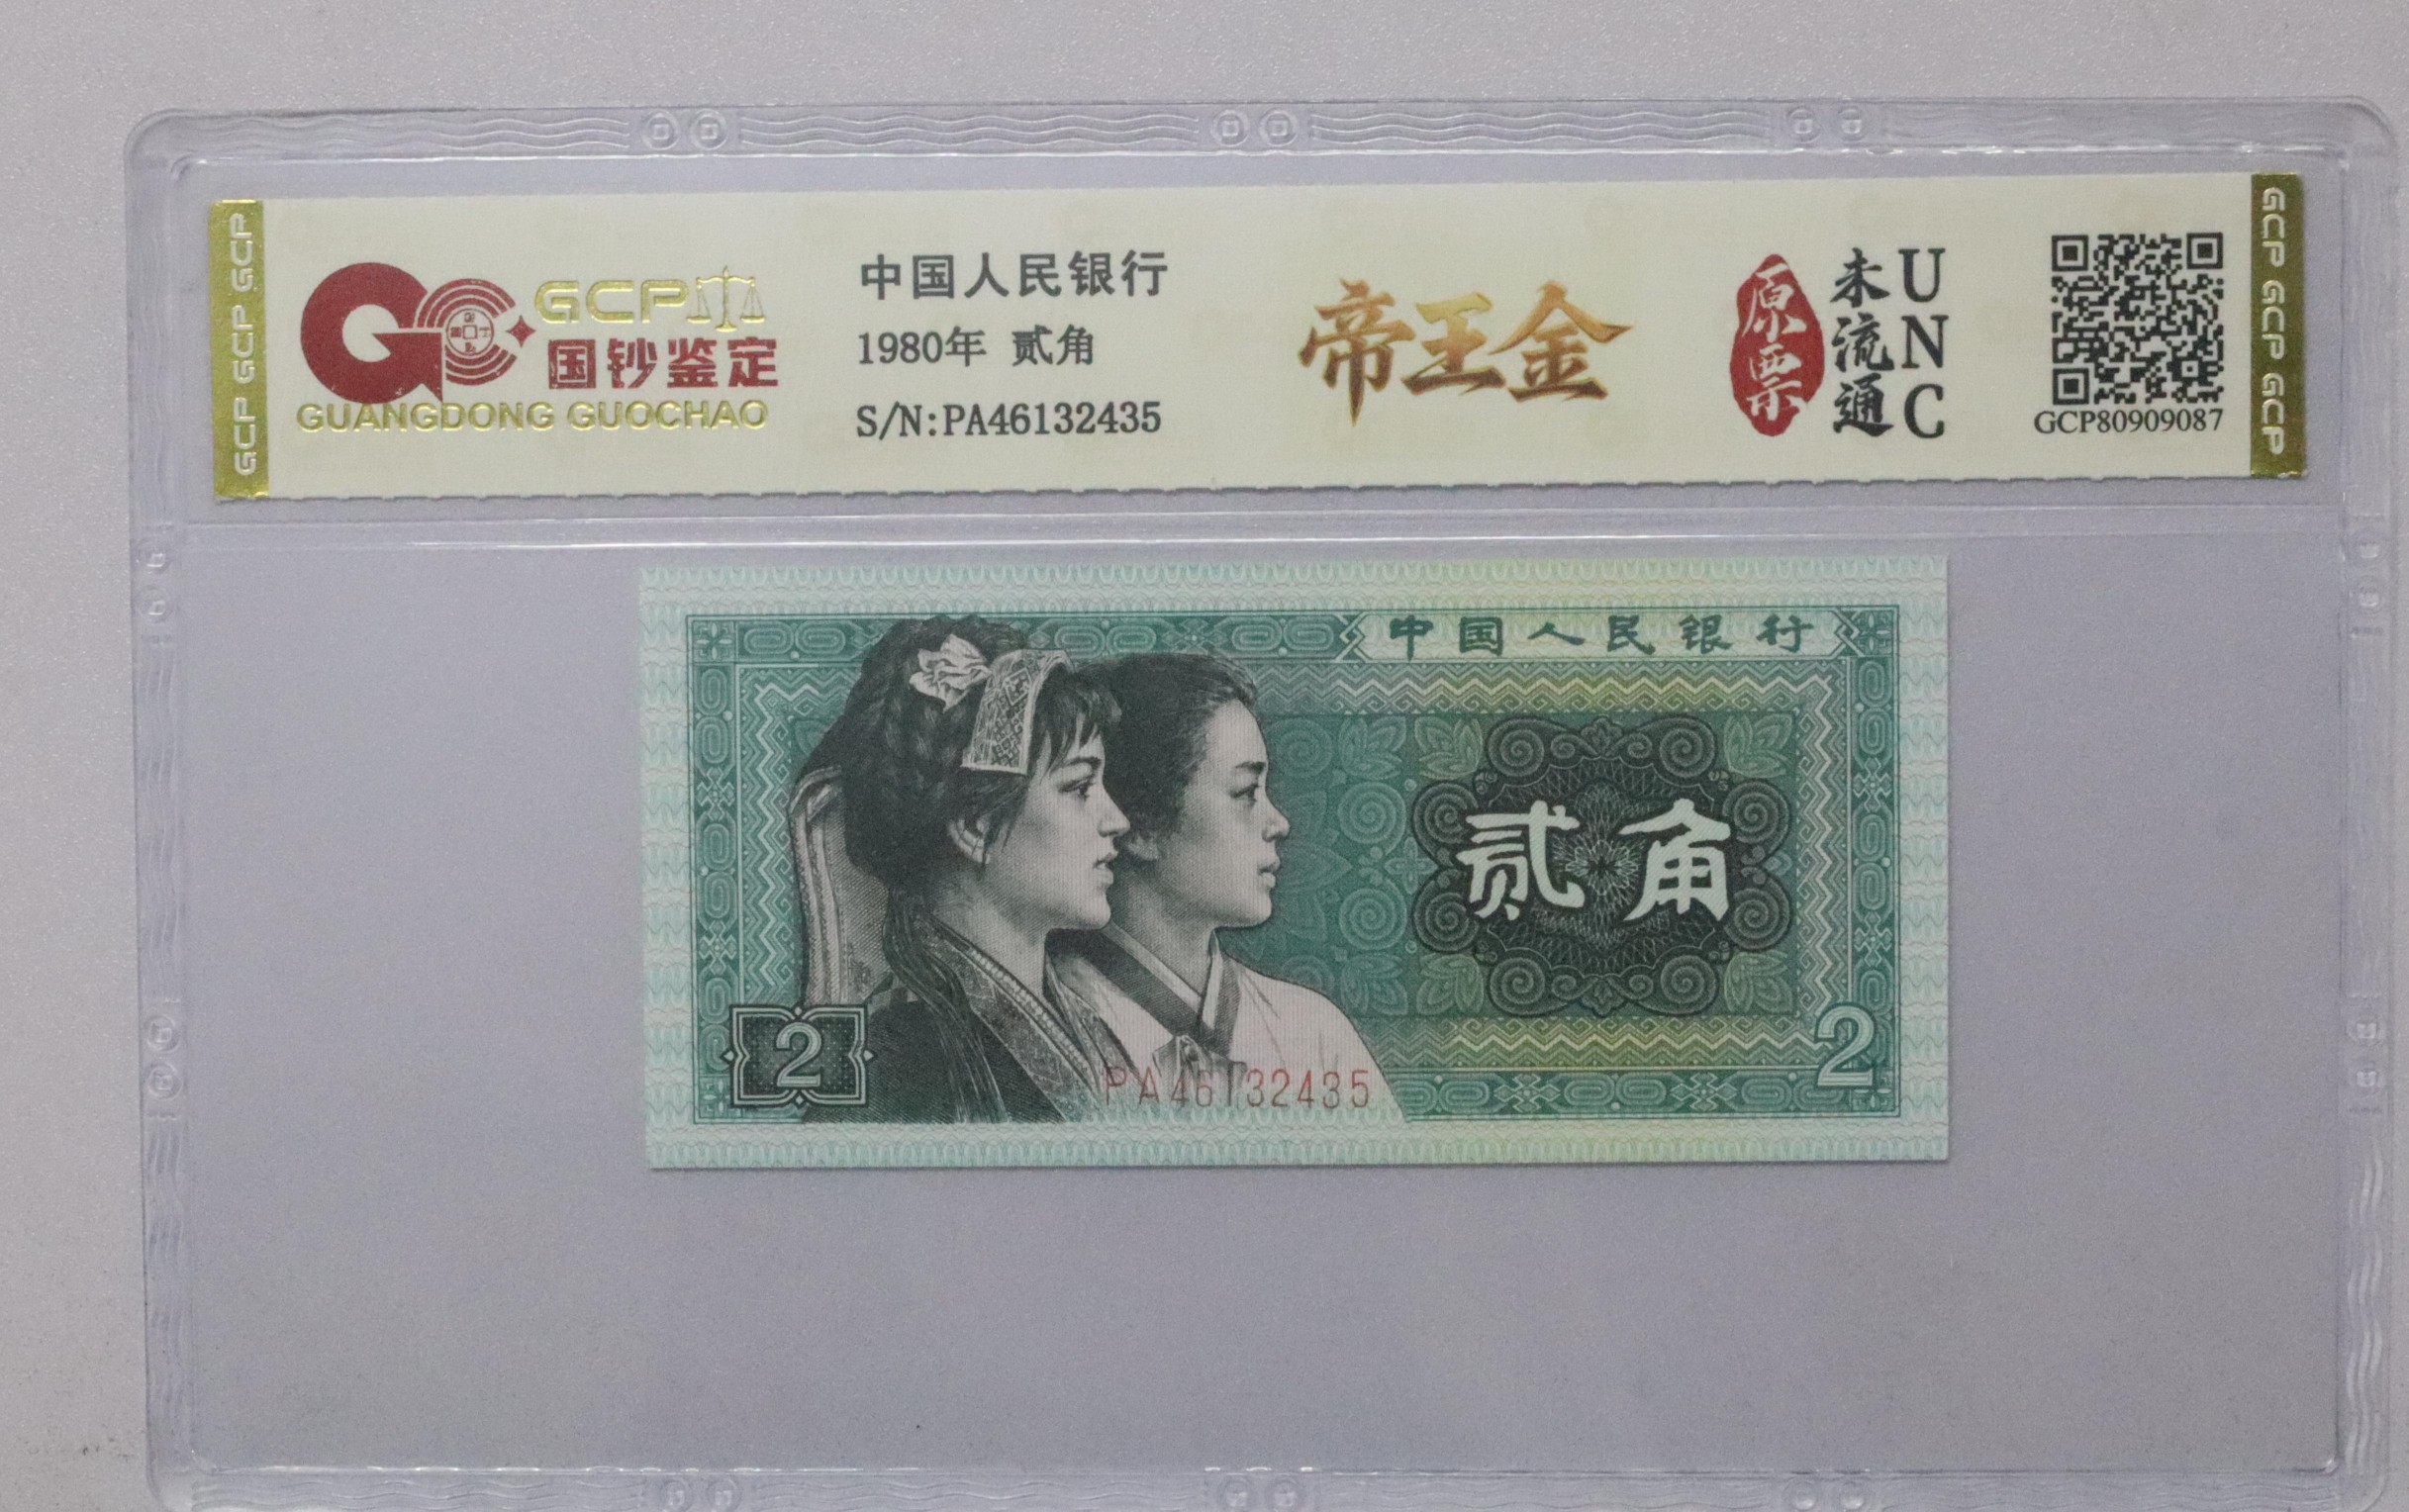 GCP GCP GCP GCP
GCP
国钞鉴定
GUANGDONG GUOCHAO
中国人民银行
1980年 贰角
S/N:PA46132435
帝王金
原票
未流通
UNC
GCP80909087
GCP GCP GCP GCP
中国人民银行
贰角
2
PA46132435
2